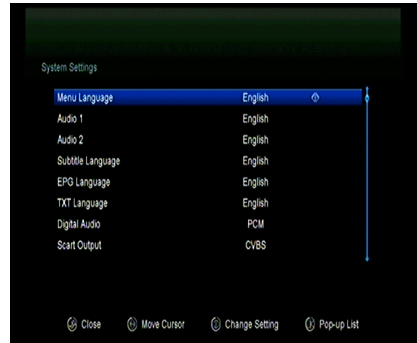 System Settings
Menu Language English
Audio 1 English
Audio 2 English
Subtitle Language English
EPG Language English
TXT Language English
Digital Audio PCM
Scart Output CVBS
Close Move Cursor Change Setting Pop-up List